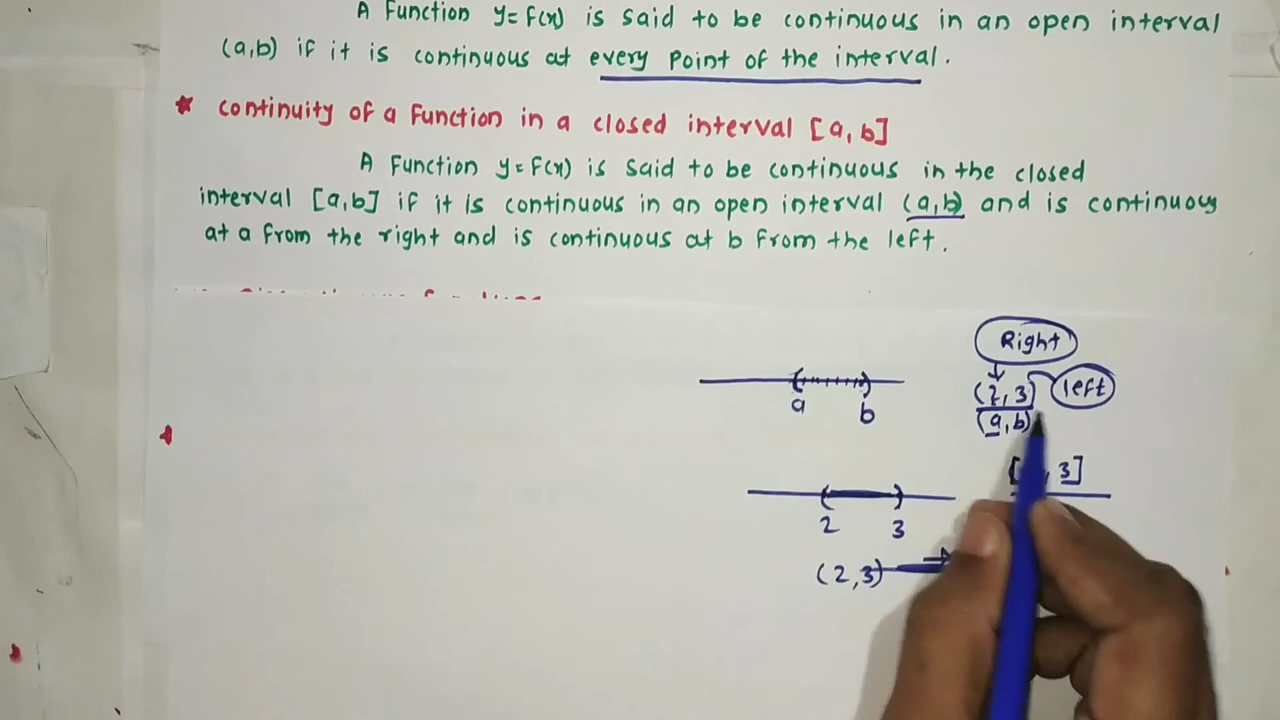 A Function y=f(x) is said to be continuous in an open interval
(a,b) if it is continuous at every point of the interval.
* Continuity of a Function in a closed interval [a,b]
A Function y=f(x) is said to be continuous in the closed
interval [a,b] if it is continuous in an open interval (a,b) and is continuous
at a from the right and is continuous at b from the left.
Right
(2,3) left
a b
(a,b)
3]
2 3
(2,3)